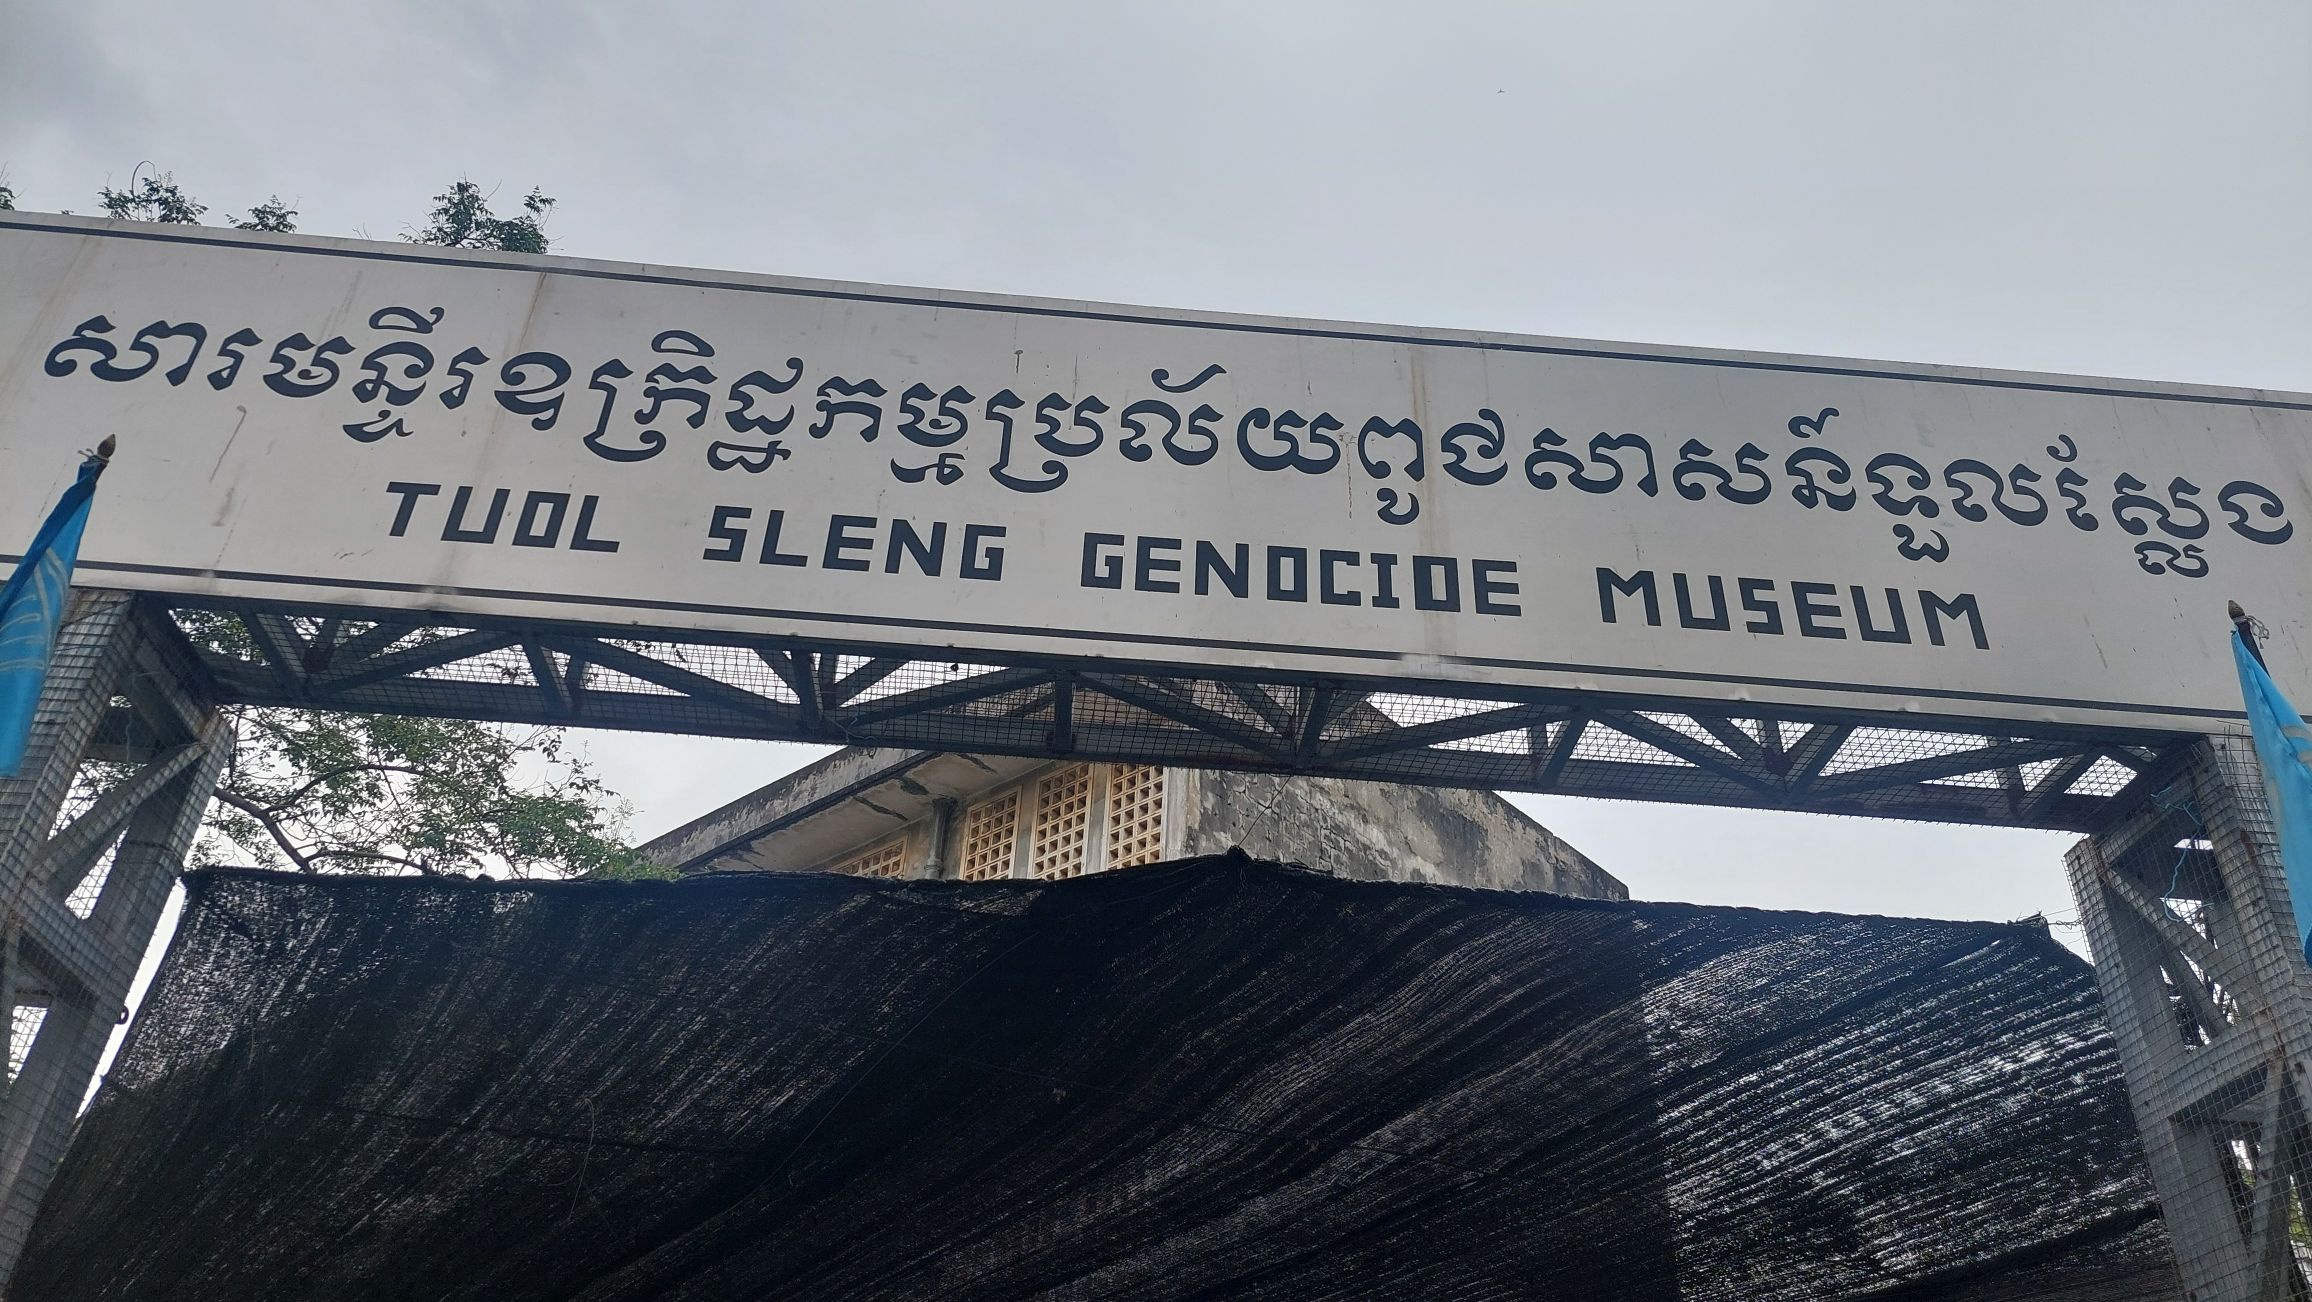 សារមន្ទីរឧក្រិដ្ឋកម្មប្រល័យពូជសាសន៍ទួលស្លែង
TUOL SLENG GENOCIDE MUSEUM